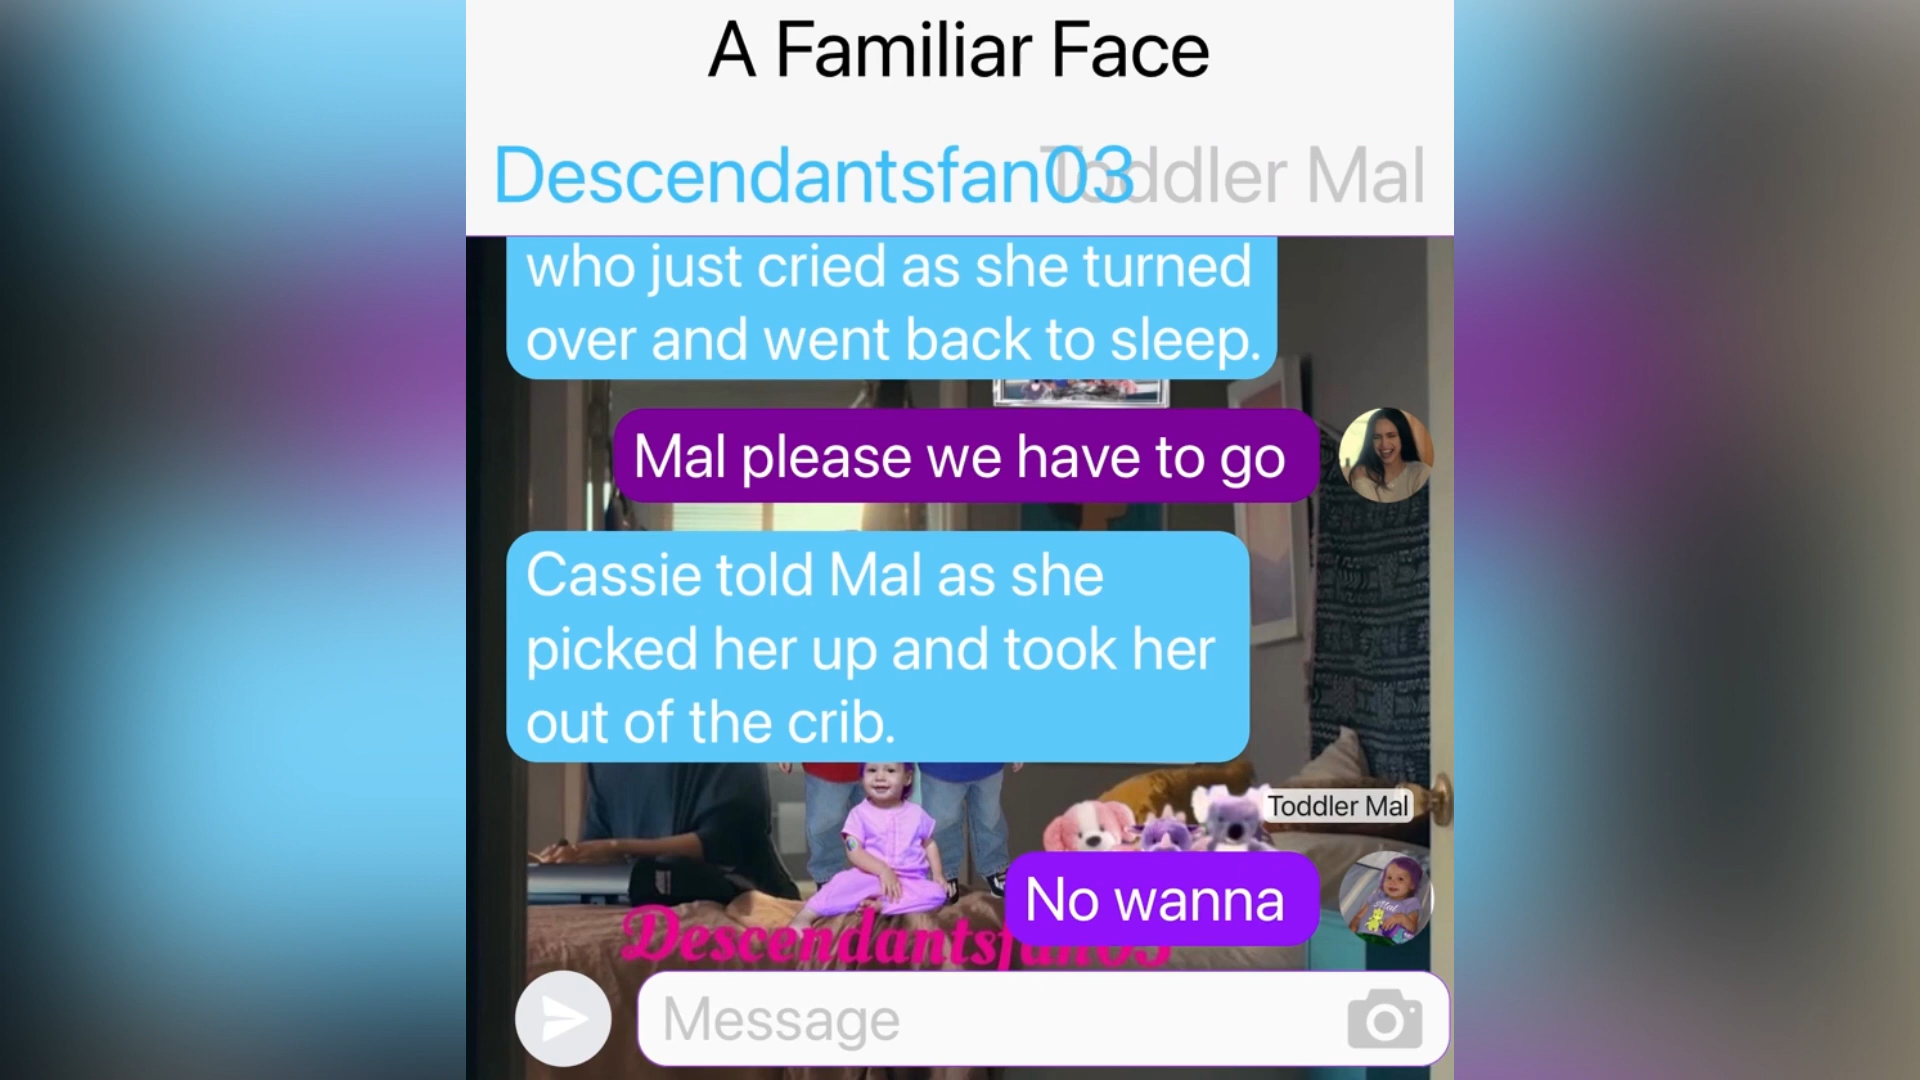 A Familiar Face
Descendantsfan03
Toddler Mal
who just cried as she turned
over and went back to sleep.
Mal please we have to go
Cassie told Mal as she
picked her up and took her
out of the crib.
Toddler Mal
No wanna
Descendantsfan03
Message